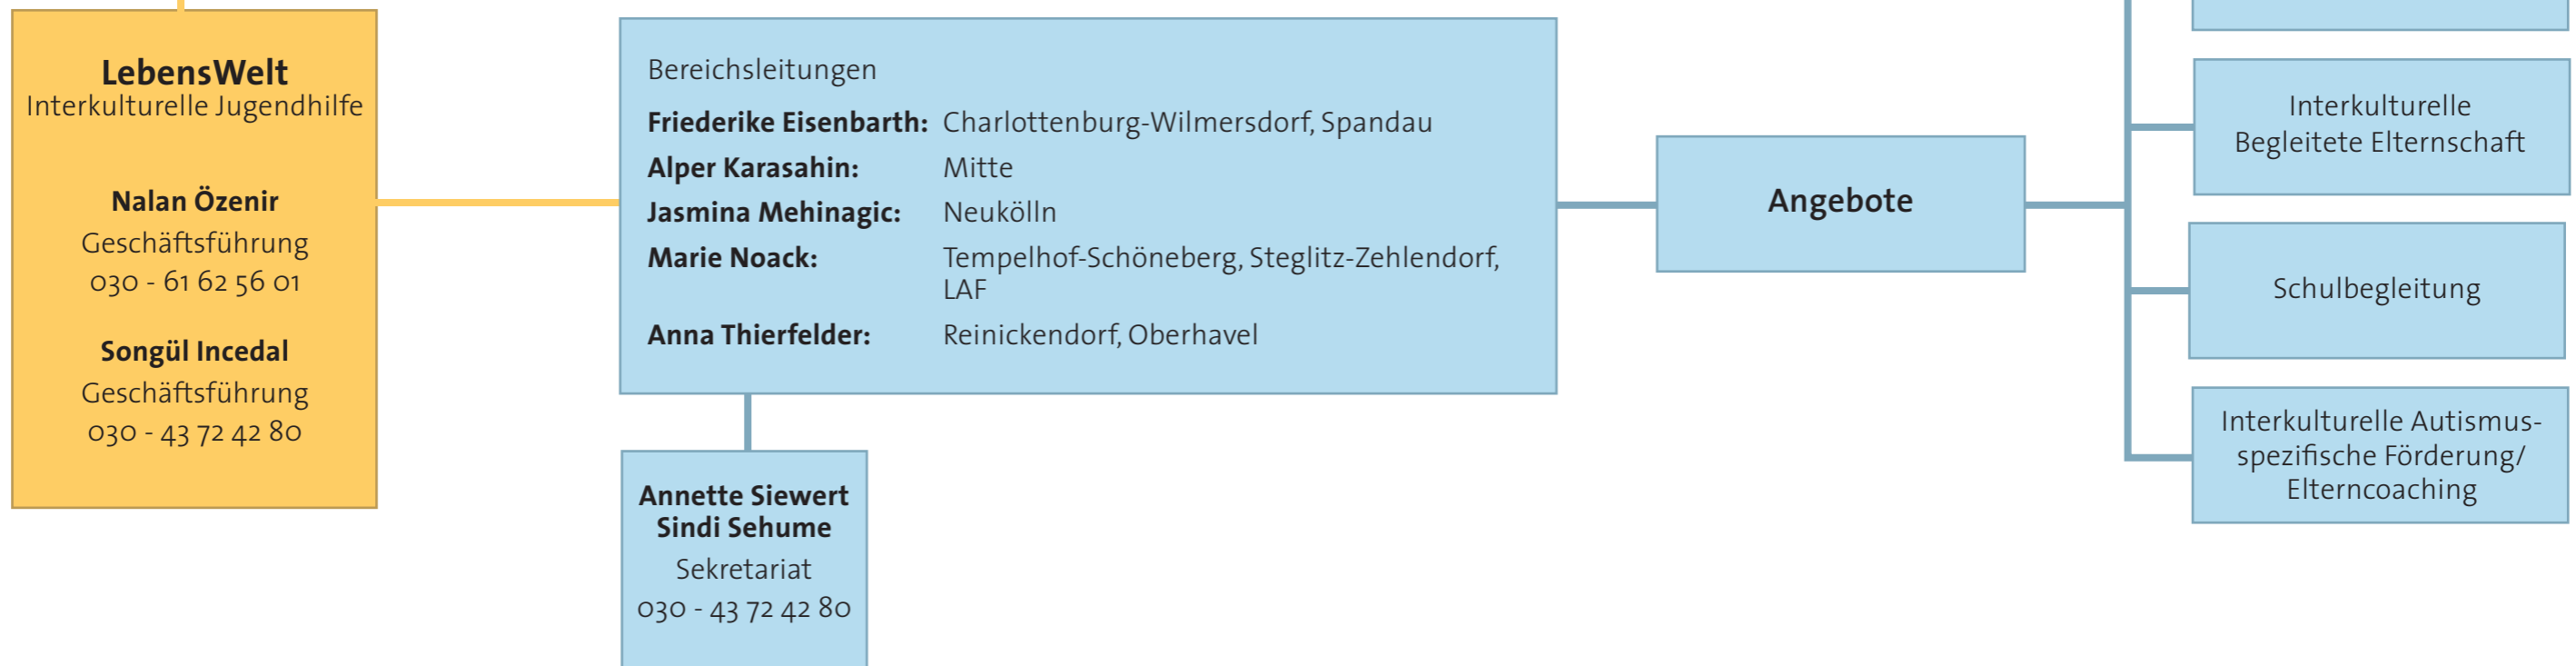 LebensWelt
Interkulturelle Jugendhilfe
Nalan Özenir
Geschäftsführung
030 - 61 62 56 01
Songül Incedal
Geschäftsführung
030 - 43 72 42 80
Bereichsleitungen
Friederike Eisenbarth: Charlottenburg-Wilmersdorf, Spandau
Alper Karasahin: Mitte
Jasmina Mehinagic: Neukölln
Marie Noack: Tempelhof-Schöneberg, Steglitz-Zehlendorf,
LAF
Anna Thierfelder: Reinickendorf, Oberhavel
Annette Siewert
Sindi Sehume
Sekretariat
030 - 43 72 42 80
Angebote
Interkulturelle
Begleitete Elternschaft
Schulbegleitung
Interkulturelle Autismus-
spezifische Förderung/
Elterncoaching